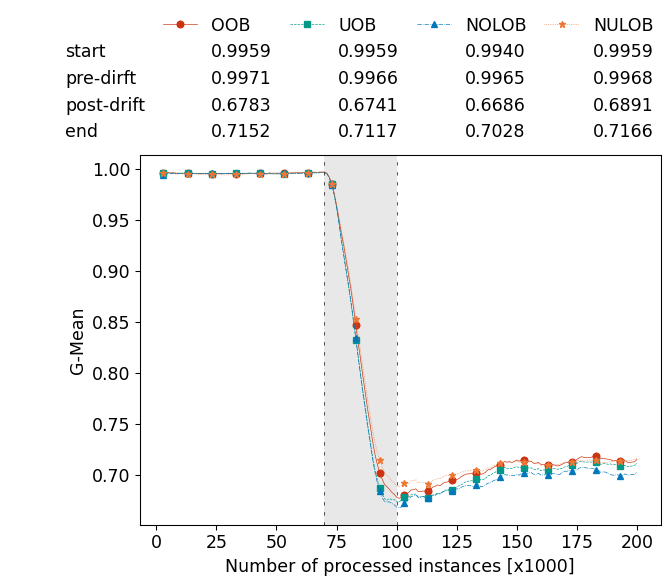 OOB UOB NOLOB NULOB
start 0.9959 0.9959 0.9940 0.9959
pre-dirft 0.9971 0.9966 0.9965 0.9968
post-drift 0.6783 0.6741 0.6686 0.6891
end 0.7152 0.7117 0.7028 0.7166
1.00
0.95
0.90
0.85
0.80
0.75
0.70
G-Mean
0 25 50 75 100 125 150 175 200
Number of processed instances [x1000]